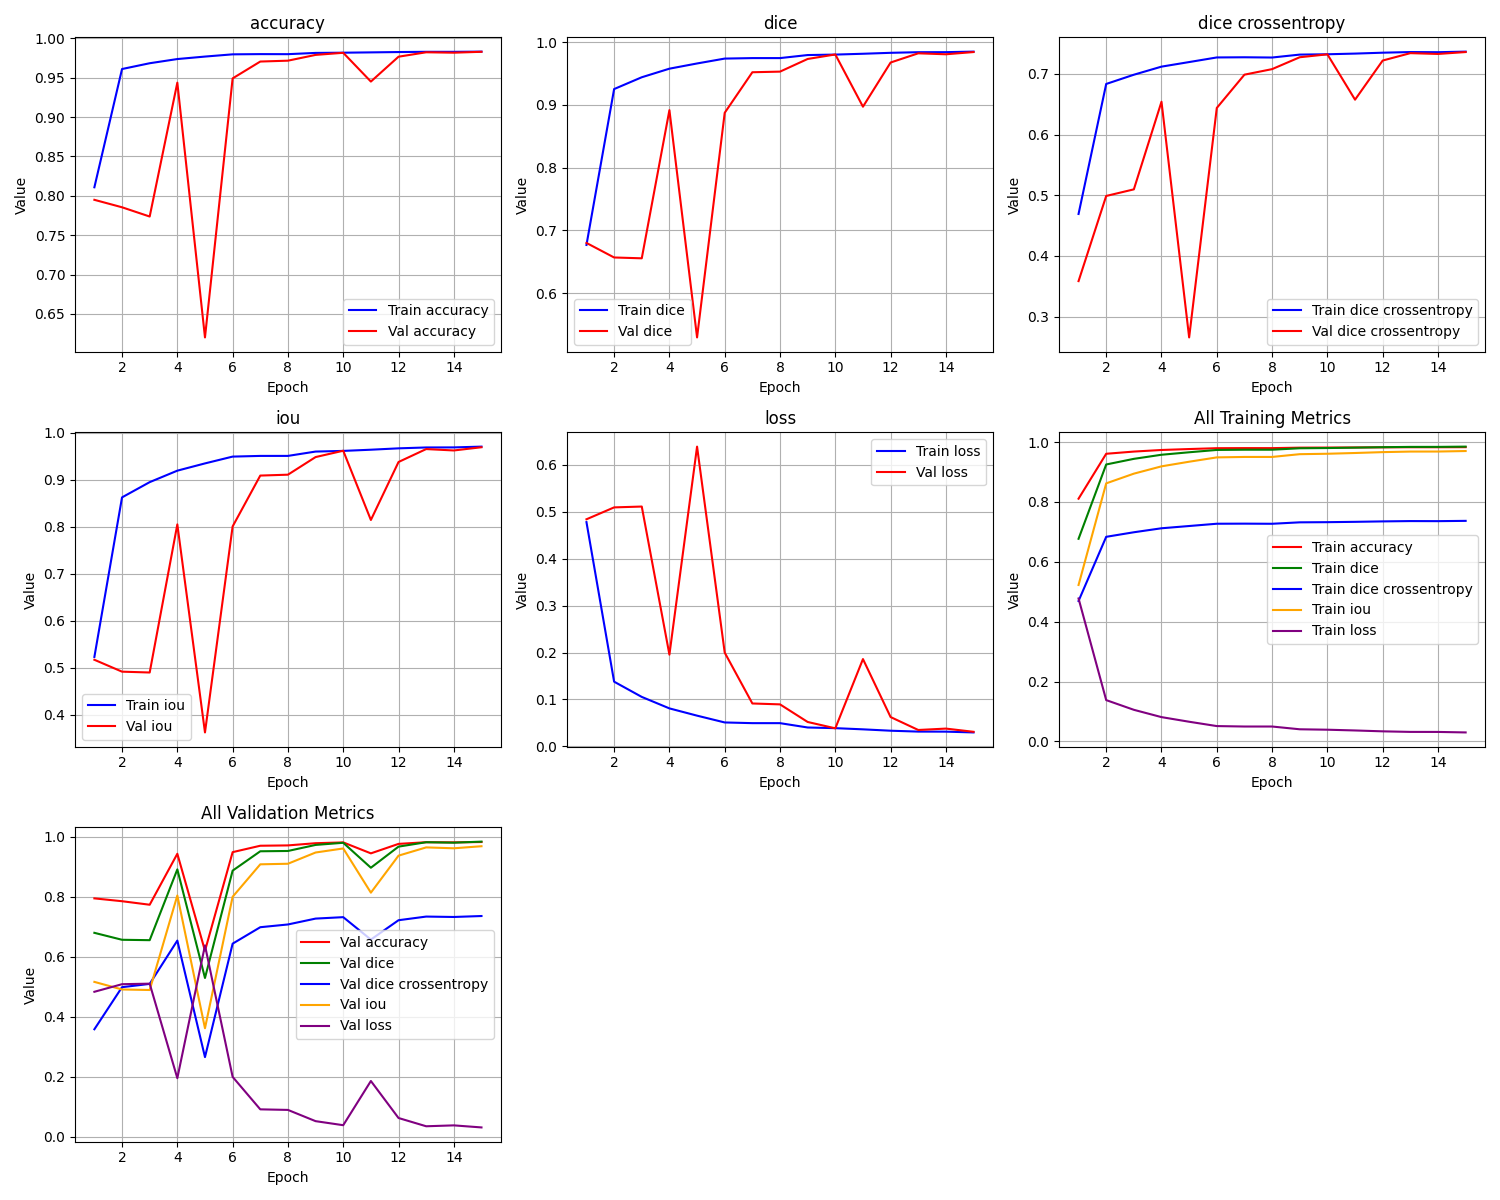 accuracy
Value
1.00
0.95
0.90
0.85
0.80
0.75
0.70
0.65
Train accuracy
Val accuracy
2 4 6 8 10 12 14
Epoch
dice
Value
1.0
0.9
0.8
0.7
0.6
Train dice
Val dice
2 4 6 8 10 12 14
Epoch
dice crossentropy
Value
0.7
0.6
0.5
0.4
0.3
Train dice crossentropy
Val dice crossentropy
2 4 6 8 10 12 14
Epoch
iou
Value
1.0
0.9
0.8
0.7
0.6
0.5
0.4
Train iou
Val iou
2 4 6 8 10 12 14
Epoch
loss
Value
0.6
0.5
0.4
0.3
0.2
0.1
0.0
Train loss
Val loss
2 4 6 8 10 12 14
Epoch
All Training Metrics
Value
1.0
0.8
0.6
0.4
0.2
0.0
Train accuracy
Train dice
Train dice crossentropy
Train iou
Train loss
2 4 6 8 10 12 14
Epoch
All Validation Metrics
Value
1.0
0.8
0.6
0.4
0.2
0.0
Val accuracy
Val dice
Val dice crossentropy
Val iou
Val loss
2 4 6 8 10 12 14
Epoch